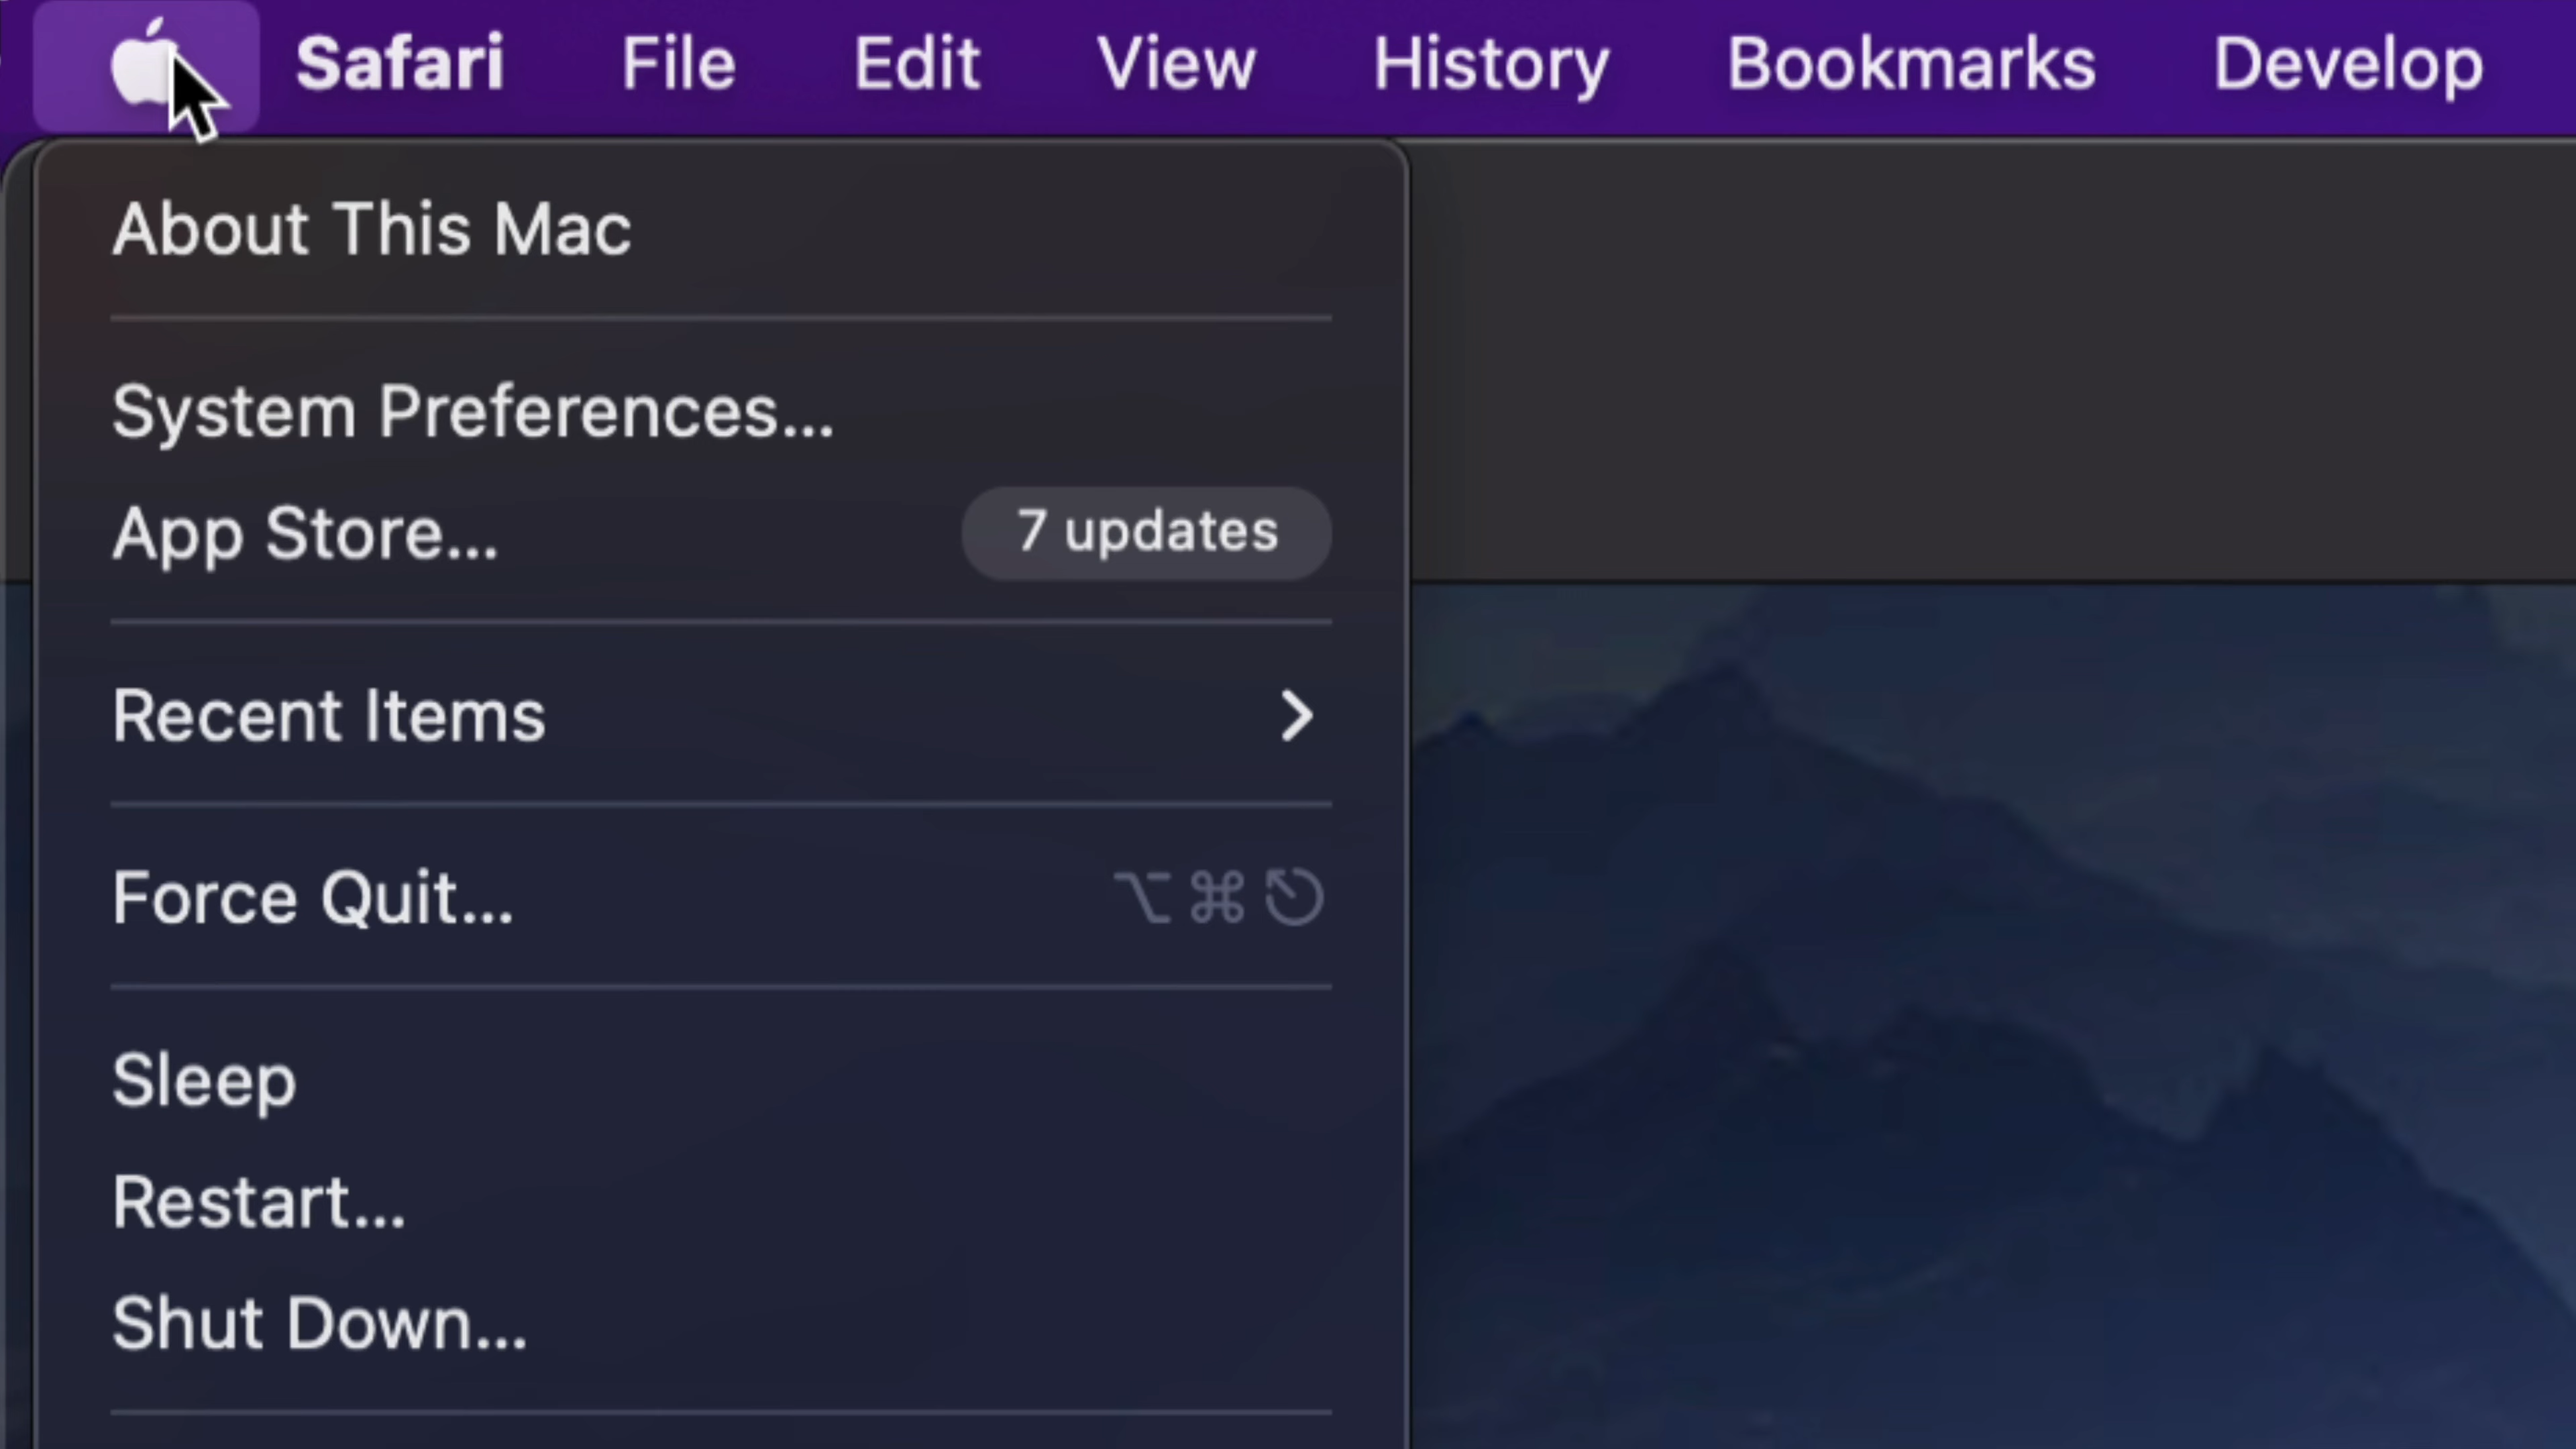 Safari File Edit View History Bookmarks Develop
About This Mac
System Preferences...
App Store... 7 updates
Recent Items
Force Quit... ⌥⌘⎋
Sleep
Restart...
Shut Down...